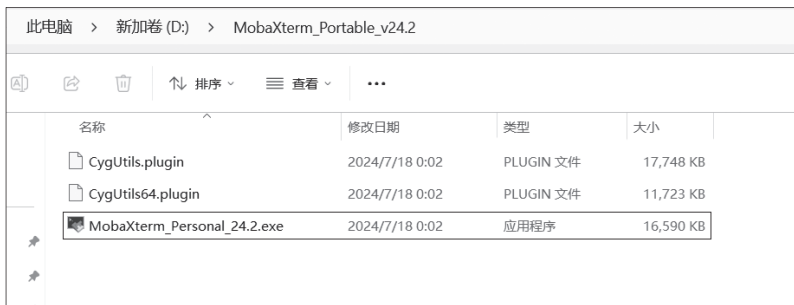 此电脑 > 新加卷 (D:) > MobaXterm_Portable_v24.2
A 排序 查看 •••
名称 修改日期 类型 大小
CygUtils.plugin 2024/7/18 0:02 PLUGIN 文件 17,748 KB
CygUtils64.plugin 2024/7/18 0:02 PLUGIN 文件 11,723 KB
MobaXterm_Personal_24.2.exe 2024/7/18 0:02 应用程序 16,590 KB